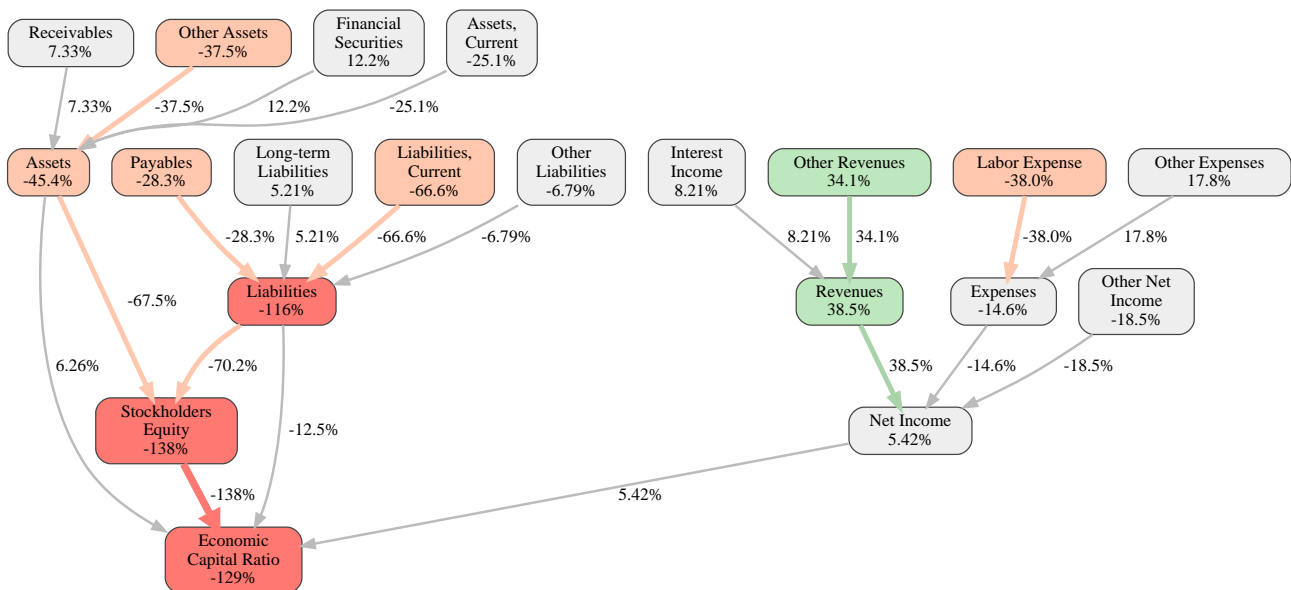 Receivables
7.33%
Other Assets
-37.5%
Financial
Securities
12.2%
Assets,
Current
-25.1%
7.33%
-37.5%
12.2%
-25.1%
Assets
-45.4%
Payables
-28.3%
Long-term
Liabilities
5.21%
Liabilities,
Current
-66.6%
Other
Liabilities
-6.79%
Interest
Income
8.21%
Other Revenues
34.1%
Labor Expense
-38.0%
Other Expenses
17.8%
-28.3%
5.21%
-66.6%
-6.79%
8.21%
34.1%
-38.0%
17.8%
-67.5%
Liabilities
-116%
Revenues
38.5%
Expenses
-14.6%
Other Net
Income
-18.5%
6.26%
-70.2%
38.5%
-14.6%
-18.5%
Stockholders
Equity
-138%
-12.5%
Net Income
5.42%
-138%
5.42%
Economic
Capital Ratio
-129%